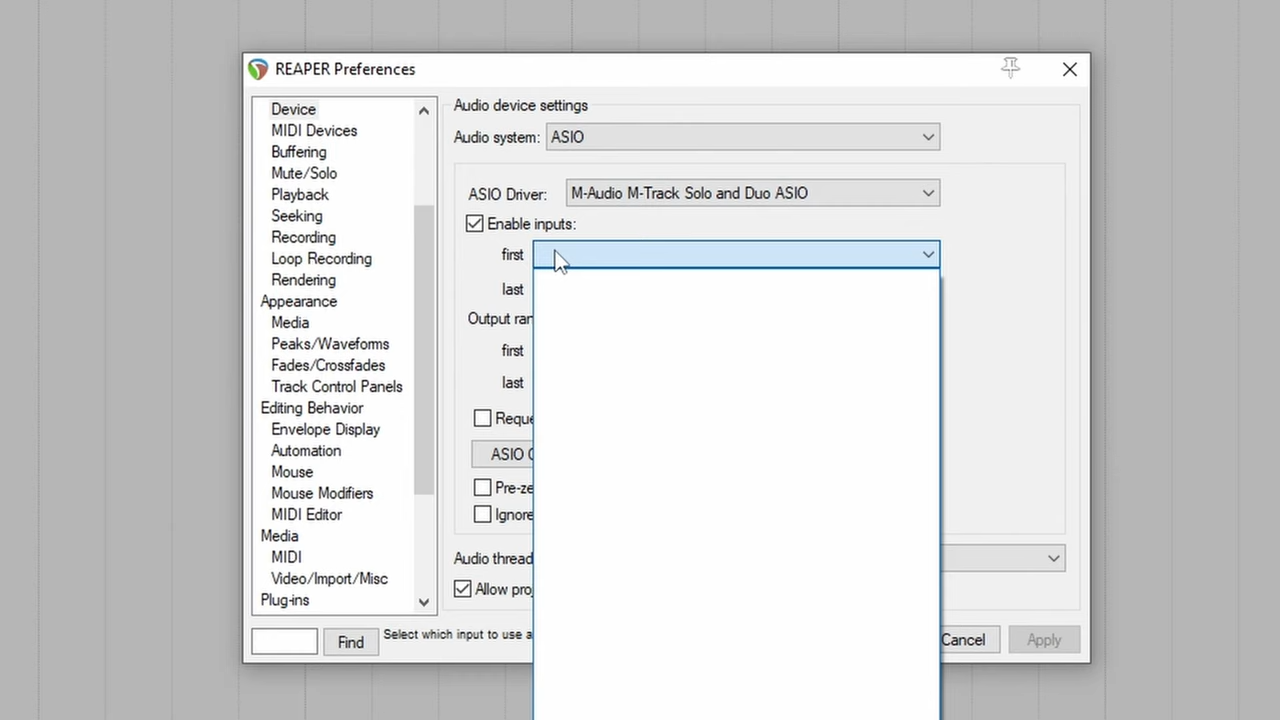 REAPER Preferences
Device
MIDI Devices
Buffering
Mute/Solo
Playback
Seeking
Recording
Loop Recording
Rendering
Appearance
Media
Peaks/Waveforms
Fades/Crossfades
Track Control Panels
Editing Behavior
Envelope Display
Automation
Mouse
Mouse Modifiers
MIDI Editor
Media
MIDI
Video/Import/Misc
Plug-ins
Find
Audio device settings
Audio system: ASIO
ASIO Driver: M-Audio M-Track Solo and Duo ASIO
Enable inputs:
first
last
Output ran
first
last
Reque
ASIO C
Pre-ze
Ignore
Audio thread
Allow proj
Select which input to use a
Cancel Apply